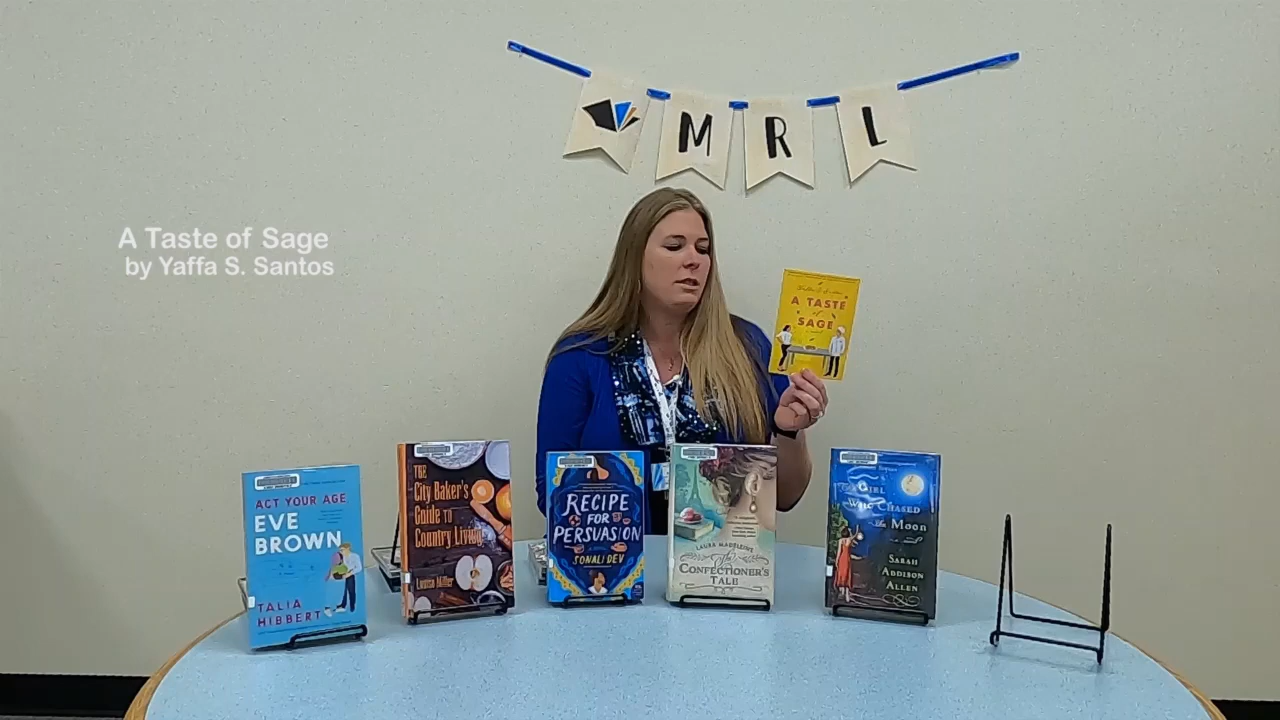 M R L
A Taste of Sage
by Yaffa S. Santos
A TASTE
of
SAGE
ACT YOUR AGE
EVE
BROWN
TALIA
HIBBERT
THE
City Baker's
Guide to
Country Living
Louise Miller
RECIPE
FOR
PERSUASION
SONALI DEV
LAURA MADELEINE
The
CONFECTIONER'S
TALE
The GIRL
WHO CHASED
the Moon
SARAH
ADDISON
ALLEN